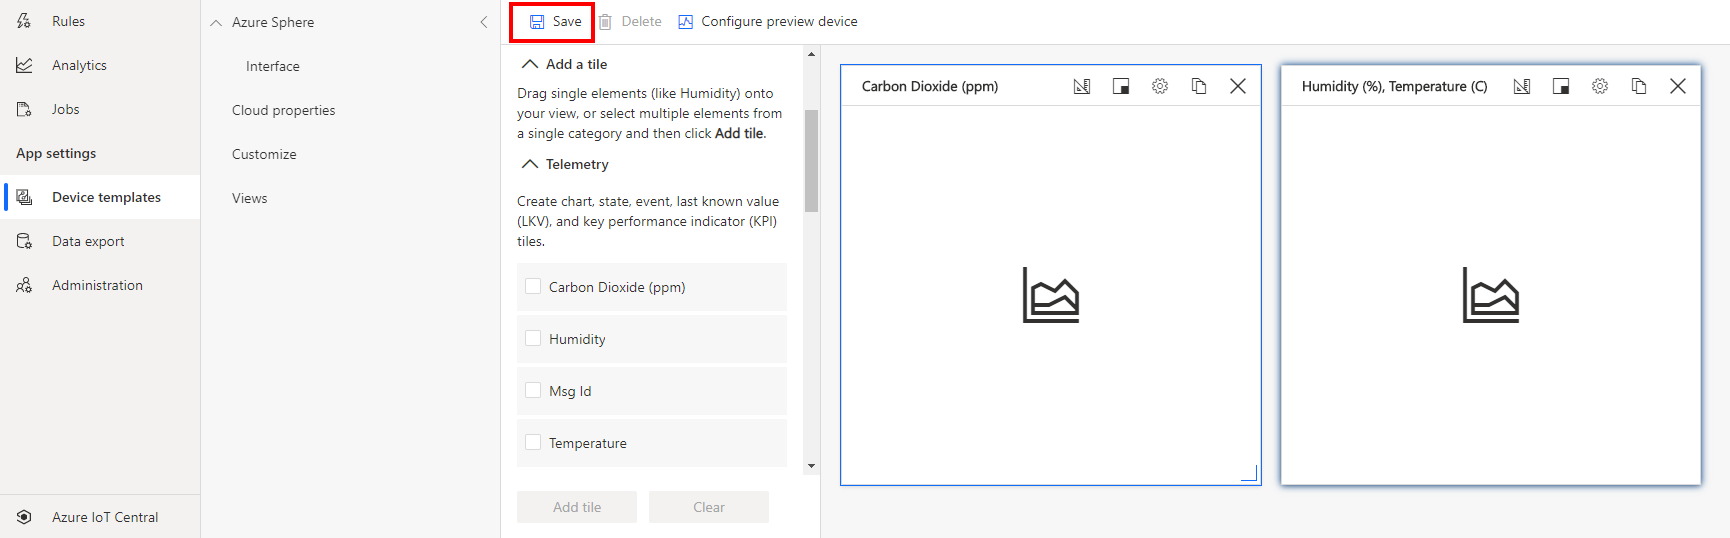 Rules
Analytics
Jobs
App settings
Device templates
Data export
Administration
Azure IoT Central
Azure Sphere
Interface
Cloud properties
Customize
Views
Save
Delete
Configure preview device
Add a tile
Drag single elements (like Humidity) onto
your view, or select multiple elements from
a single category and then click Add tile.
Telemetry
Create chart, state, event, last known value
(LKV), and key performance indicator (KPI)
tiles.
Carbon Dioxide (ppm)
Humidity
Msg Id
Temperature
Add tile
Clear
Carbon Dioxide (ppm)
Humidity (%), Temperature (C)